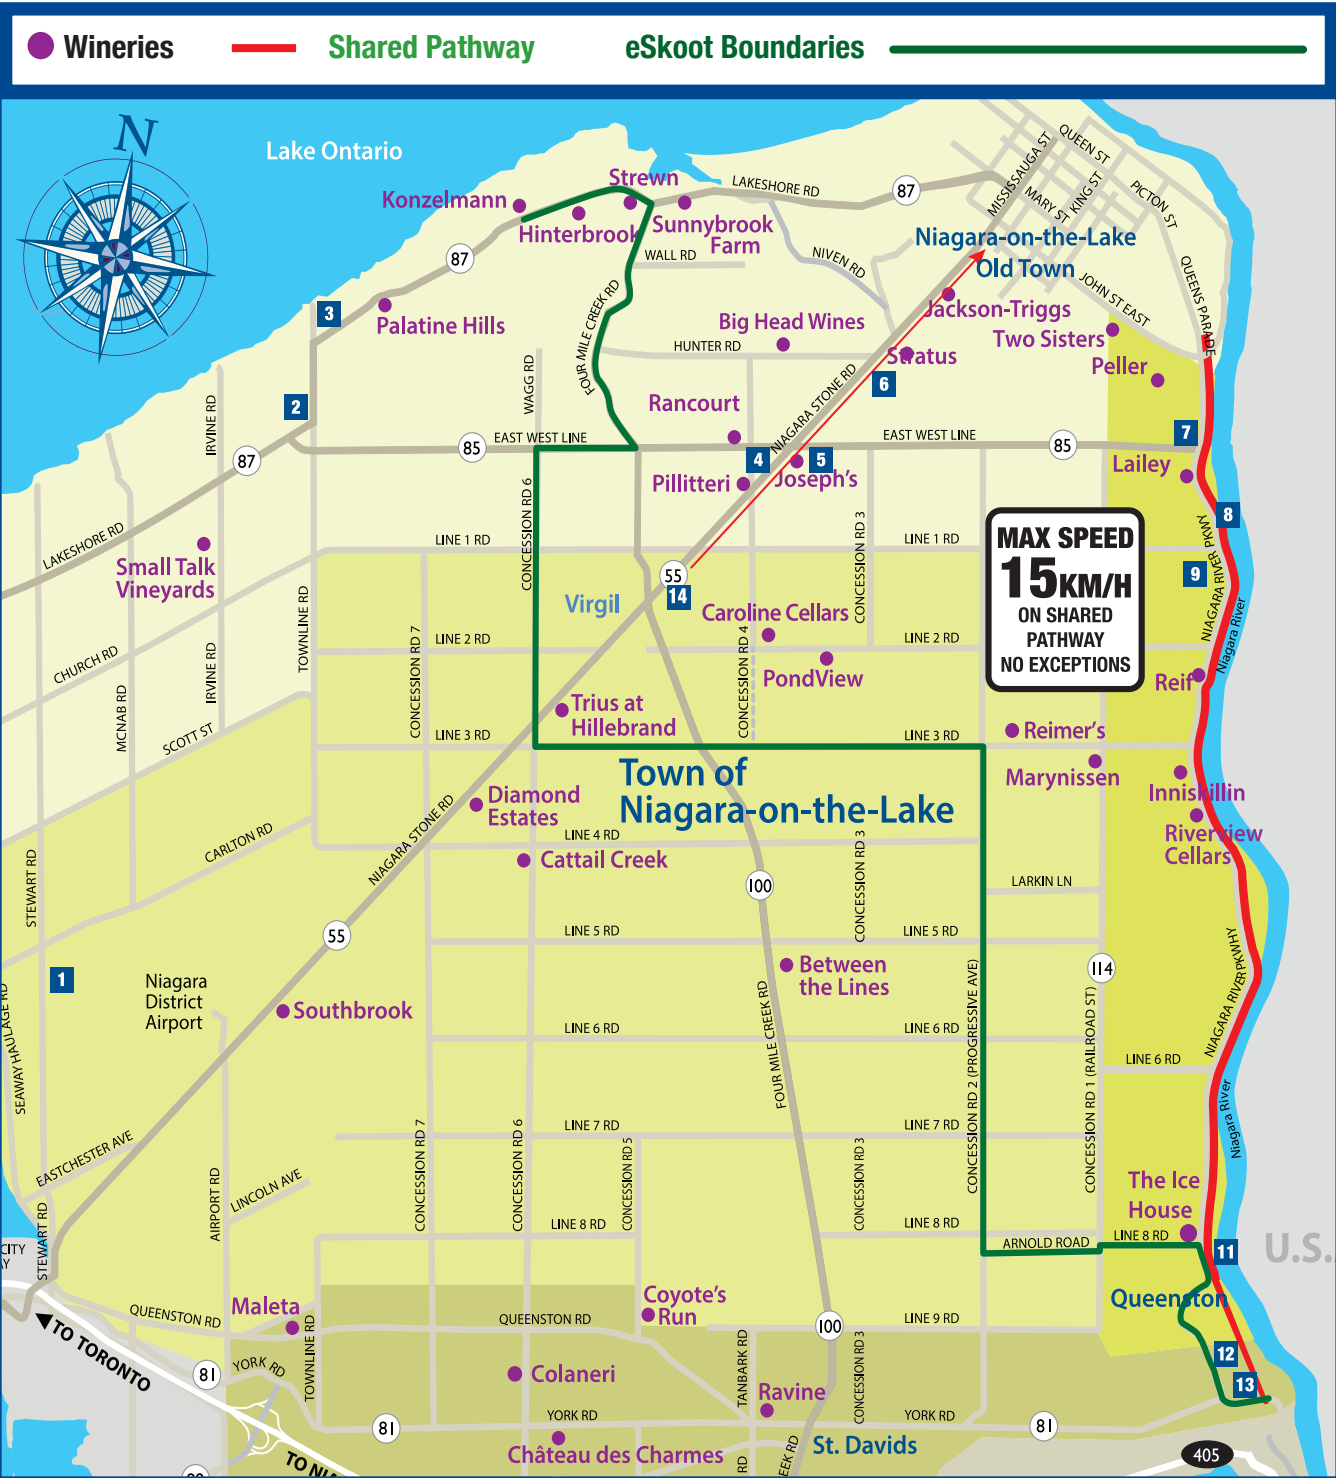 Wineries
Shared Pathway
eSkoot Boundaries
N
Lake Ontario
Konzelmann
Strewn
Hinterbrook
Sunnybrook
Farm
LAKESHORE RD
87
MISSISSAUGA ST
QUEEN ST
MARY ST
KING ST
PICTON ST
Niagara-on-the-Lake
Old Town
87
WALL RD
NIVEN RD
QUEENS PARADE
JOHN ST EAST
3
Palatine Hills
FOUR MILE CREEK RD
Big Head Wines
Jackson-Triggs
Two Sisters
HUNTER RD
Stratus
Peller
WAGG RD
NIAGARA STONE RD
6
2
IRVINE RD
Rancourt
7
87
85
EAST WEST LINE
EAST WEST LINE
85
4
5
Lailey
Pillitteri
Joseph's
CONCESSION RD 6
CONCESSION RD 3
8
LAKESHORE RD
LINE 1 RD
LINE 1 RD
MAX SPEED
15KM/H
ON SHARED
PATHWAY
NO EXCEPTIONS
NIAGARA RIVER PKWY
Small Talk
Vineyards
55
14
9
Virgil
Caroline Cellars
TOWNLINE RD
Niagara River
CHURCH RD
IRVINE RD
MCNAB RD
CONCESSION RD 7
LINE 2 RD
CONCESSION RD 4
LINE 2 RD
PondView
Reif
SCOTT ST
Trius at
Hillebrand
LINE 3 RD
LINE 3 RD
Reimer's
Marynissen
Town of
Niagara-on-the-Lake
Inniskillin
Diamond
Estates
NIAGARA STONE RD
CARLTON RD
LINE 4 RD
CONCESSION RD 3
Riverview
Cellars
Cattail Creek
STEWART RD
100
LARKIN LN
55
LINE 5 RD
LINE 5 RD
1
Niagara
District
Airport
Between
the Lines
114
NIAGARA RIVERPKWHY
Southbrook
FOUR MILE CREEK RD
CONCESSION RD 2 (PROGRESSIVE AVE)
CONCESSION RD 1 (RAILROAD ST)
SEAWAY HAULAGE RD
LINE 6 RD
LINE 6 RD
LINE 6 RD
Niagara River
EASTCHESTER AVE
CONCESSION RD 7
CONCESSION RD 6
LINE 7 RD
CONCESSION RD 5
CONCESSION RD 3
LINE 7 RD
AIRPORT RD
LINCOLN AVE
The Ice
House
STEWART RD
LINE 8 RD
LINE 8 RD
ARNOLD ROAD
LINE 8 RD
11
U.S.
CITY
Maleta
Coyote's
Run
Queenston
QUEENSTON RD
QUEENSTON RD
100
LINE 9 RD
TO TORONTO
TOWNLINE RD
TANBARK RD
CONCESSION RD 3
12
81
YORK RD
Colaneri
13
Ravine
81
YORK RD
YORK RD
81
Château des Charmes
St. Davids
405
TO NIA
RD
EEK RD